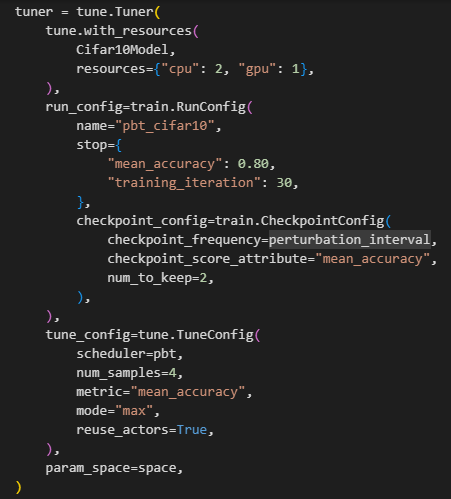 tuner = tune.Tuner(
    tune.with_resources(
        Cifar10Model,
        resources={"cpu": 2, "gpu": 1},
    ),
    run_config=train.RunConfig(
        name="pbt_cifar10",
        stop={
            "mean_accuracy": 0.80,
            "training_iteration": 30,
        },
        checkpoint_config=train.CheckpointConfig(
            checkpoint_frequency=perturbation_interval,
            checkpoint_score_attribute="mean_accuracy",
            num_to_keep=2,
        ),
    ),
    tune_config=tune.TuneConfig(
        scheduler=pbt,
        num_samples=4,
        metric="mean_accuracy",
        mode="max",
        reuse_actors=True,
    ),
    param_space=space,
)